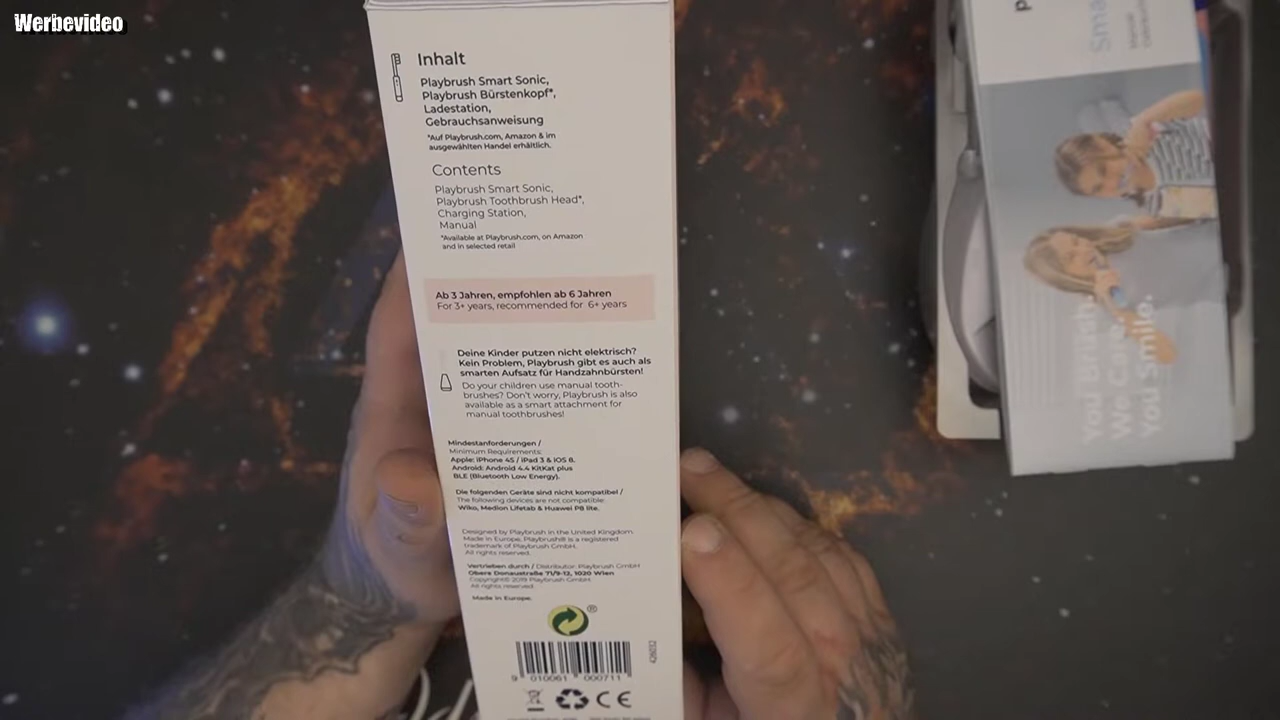 Werbevideo
Inhalt
Playbrush Smart Sonic,
Playbrush Bürstenkopf*,
Ladestation,
Gebrauchsanweisung
*Auf Playbrush.com, Amazon & im
ausgewählten Handel erhältlich.
Contents
Playbrush Smart Sonic,
Playbrush Toothbrush Head*,
Charging Station,
Manual
*Available at Playbrush.com, on Amazon
and in selected retail
Ab 3 Jahren, empfohlen ab 6 Jahren
For 3+ years, recommended for 6+ years
Deine Kinder putzen nicht elektrisch?
Kein Problem, Playbrush gibt es auch als
smarten Aufsatz für Handzahnbürsten!
Do your children use manual tooth-
brushes? Don't worry, Playbrush is also
available as a smart attachment for
manual toothbrushes!
Mindestanforderungen /
Minimum Requirements:
Apple: iPhone 4S / iPad 3 & iOS 8.
Android: Android 4.4 KitKat plus
BLE (Bluetooth Low Energy).
Die folgenden Geräte sind nicht kompatibel /
The following devices are not compatible:
Wiko, Medion Lifetab & Huawei P8 lite.
Designed by Playbrush in the United Kingdom.
Made in Europe. Playbrush® is a registered
trademark of Playbrush GmbH.
All rights reserved.
Vertrieben durch / Distributor: Playbrush GmbH
Obere Donaustraße 71/9-12, 1020 Wien
Copyright© 2019 Playbrush GmbH.
All rights reserved.
Made in Europe.
9 010061 000711
CE
You Brush.
We Care.
You Smile.